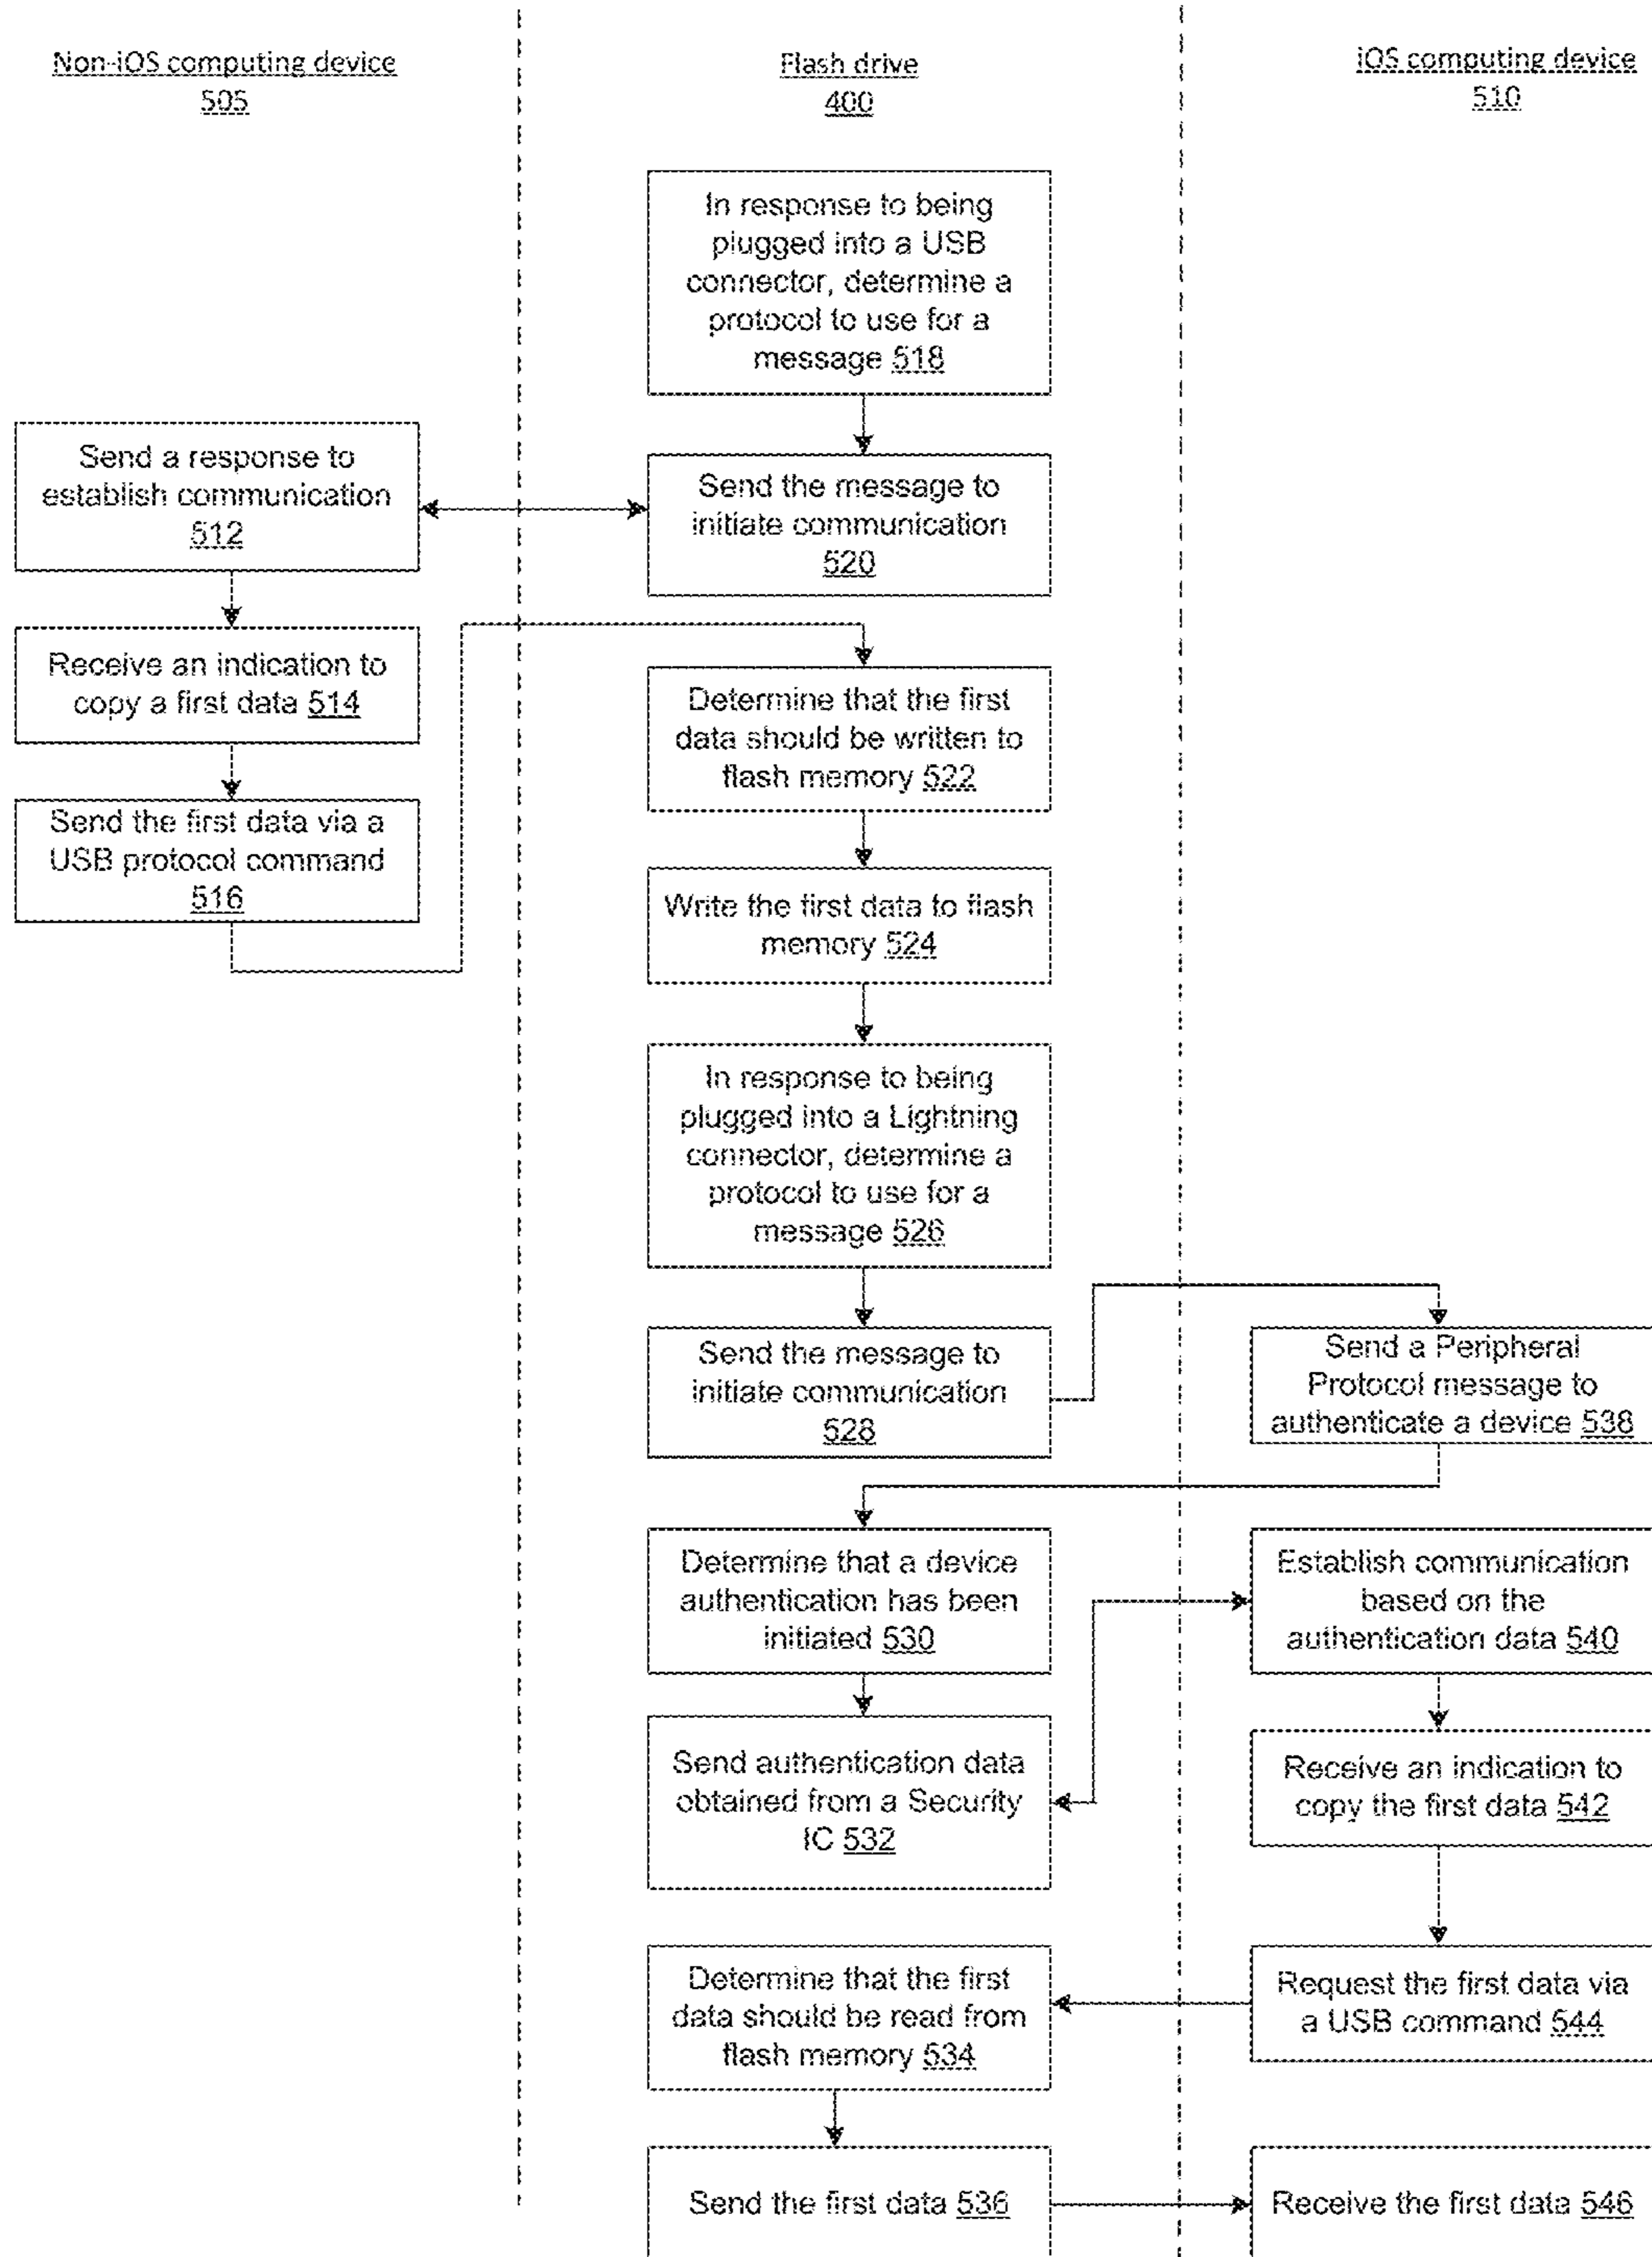 Non-iOS computing device
505
Flash drive
400
iOS computing device
510
In response to being
plugged into a USB
connector, determine a
protocol to use for a
message 518
Send a response to
establish communication
512
Send the message to
initiate communication
520
Receive an indication to
copy a first data 514
Determine that the first
data should be written to
flash memory 522
Send the first data via a
USB protocol command
516
Write the first data to flash
memory 524
In response to being
plugged into a Lightning
connector, determine a
protocol to use for a
message 526
Send the message to
initiate communication
528
Send a Peripheral
Protocol message to
authenticate a device 538
Determine that a device
authentication has been
initiated 530
Establish communication
based on the
authentication data 540
Send authentication data
obtained from a Security
IC 532
Receive an indication to
copy the first data 542
Determine that the first
data should be read from
flash memory 534
Request the first data via
a USB command 544
Send the first data 536
Receive the first data 546